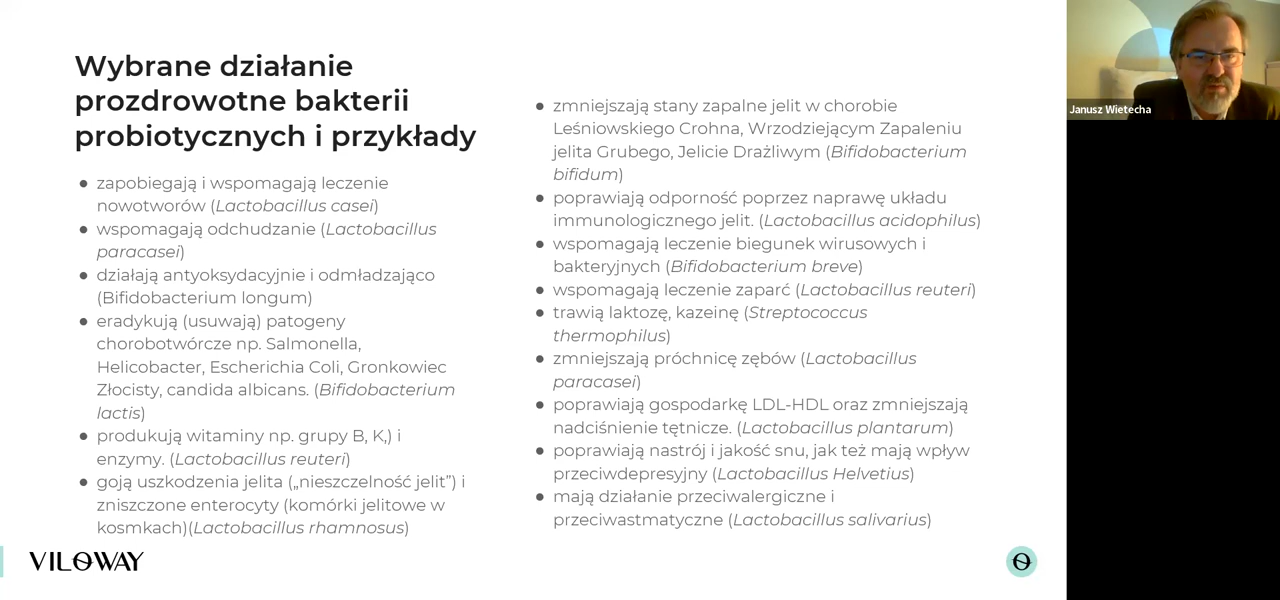 Wybrane działanie
prozdrowotne bakterii
probiotycznych i przykłady
● zapobiegają i wspomagają leczenie
nowotworów (Lactobacillus casei)
● wspomagają odchudzanie (Lactobacillus
paracasei)
● działają antyoksydacyjnie i odmładzająco
(Bifidobacterium longum)
● eradykują (usuwają) patogeny
chorobotwórcze np. Salmonella,
Helicobacter, Escherichia Coli, Gronkowiec
Złocisty, candida albicans. (Bifidobacterium
lactis)
● produkują witaminy np. grupy B, K,) i
enzymy. (Lactobacillus reuteri)
● goją uszkodzenia jelita („nieszczelność jelit”) i
zniszczone enterocyty (komórki jelitowe w
kosmkach)(Lactobacillus rhamnosus)
● zmniejszają stany zapalne jelit w chorobie
Leśniowskiego Crohna, Wrzodziejącym Zapaleniu
jelita Grubego, Jelicie Drażliwym (Bifidobacterium
bifidum)
● poprawiają odporność poprzez naprawę układu
immunologicznego jelit. (Lactobacillus acidophilus)
● wspomagają leczenie biegunek wirusowych i
bakteryjnych (Bifidobacterium breve)
● wspomagają leczenie zaparć (Lactobacillus reuteri)
● trawią laktozę, kazeinę (Streptococcus
thermophilus)
● zmniejszają próchnicę zębów (Lactobacillus
paracasei)
● poprawiają gospodarkę LDL-HDL oraz zmniejszają
nadciśnienie tętnicze. (Lactobacillus plantarum)
● poprawiają nastrój i jakość snu, jak też mają wpływ
przeciwdepresyjny (Lactobacillus Helvetius)
● mają działanie przeciwalergiczne i
przeciwastmatyczne (Lactobacillus salivarius)
VILOWAY
Janusz Wietecha